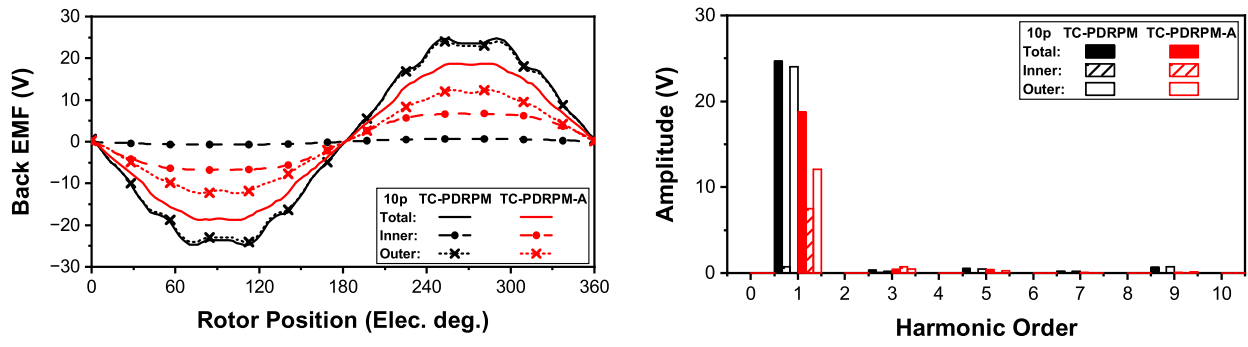 30
20
10
0
−10
−20
−30
Back EMF (V)
10p TC-PDRPM TC-PDRPM-A
Total:
Inner:
Outer:
0 60 120 180 240 300 360
Rotor Position (Elec. deg.)
30
20
10
0
Amplitude (V)
10p TC-PDRPM TC-PDRPM-A
Total:
Inner:
Outer:
0 1 2 3 4 5 6 7 8 9 10
Harmonic Order